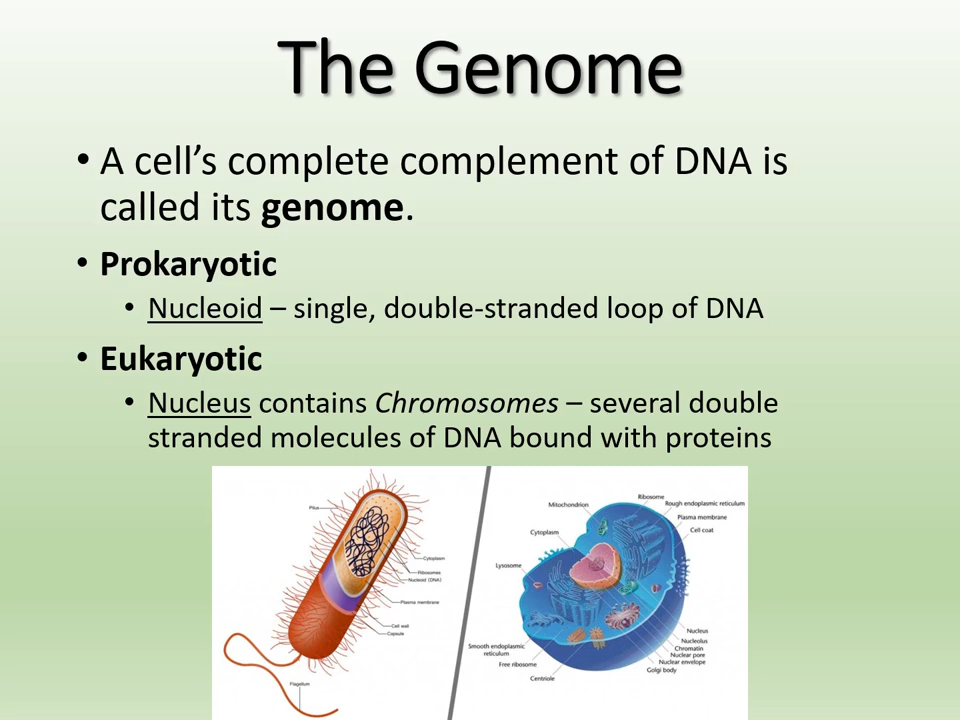 The Genome
• A cell's complete complement of DNA is
called its genome.
• Prokaryotic
• Nucleoid – single, double-stranded loop of DNA
• Eukaryotic
• Nucleus contains Chromosomes – several double
stranded molecules of DNA bound with proteins
Pilus
Cytoplasm
Ribosomes
Nucleoid (DNA)
Plasma membrane
Cell wall
Capsule
Flagellum
Ribosome
Mitochondrion
Rough endoplasmic reticulum
Plasma membrane
Cell coat
Cytoplasm
Lysosome
Nucleus
Nucleolus
Chromatin
Nuclear pore
Nuclear envelope
Golgi body
Smooth endoplasmic
reticulum
Free ribosome
Centriole